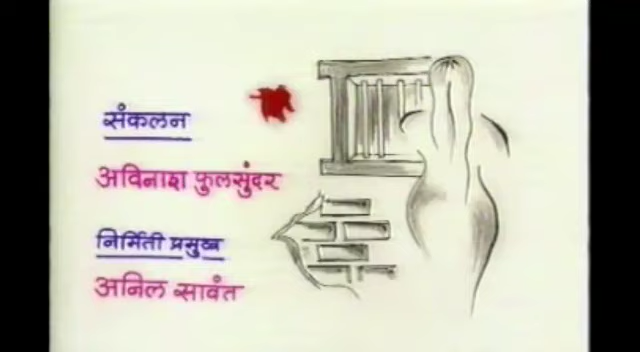 संकलन
अविनाश फुलसुंदर
निर्मिती प्रमुख
अनिल सावंत